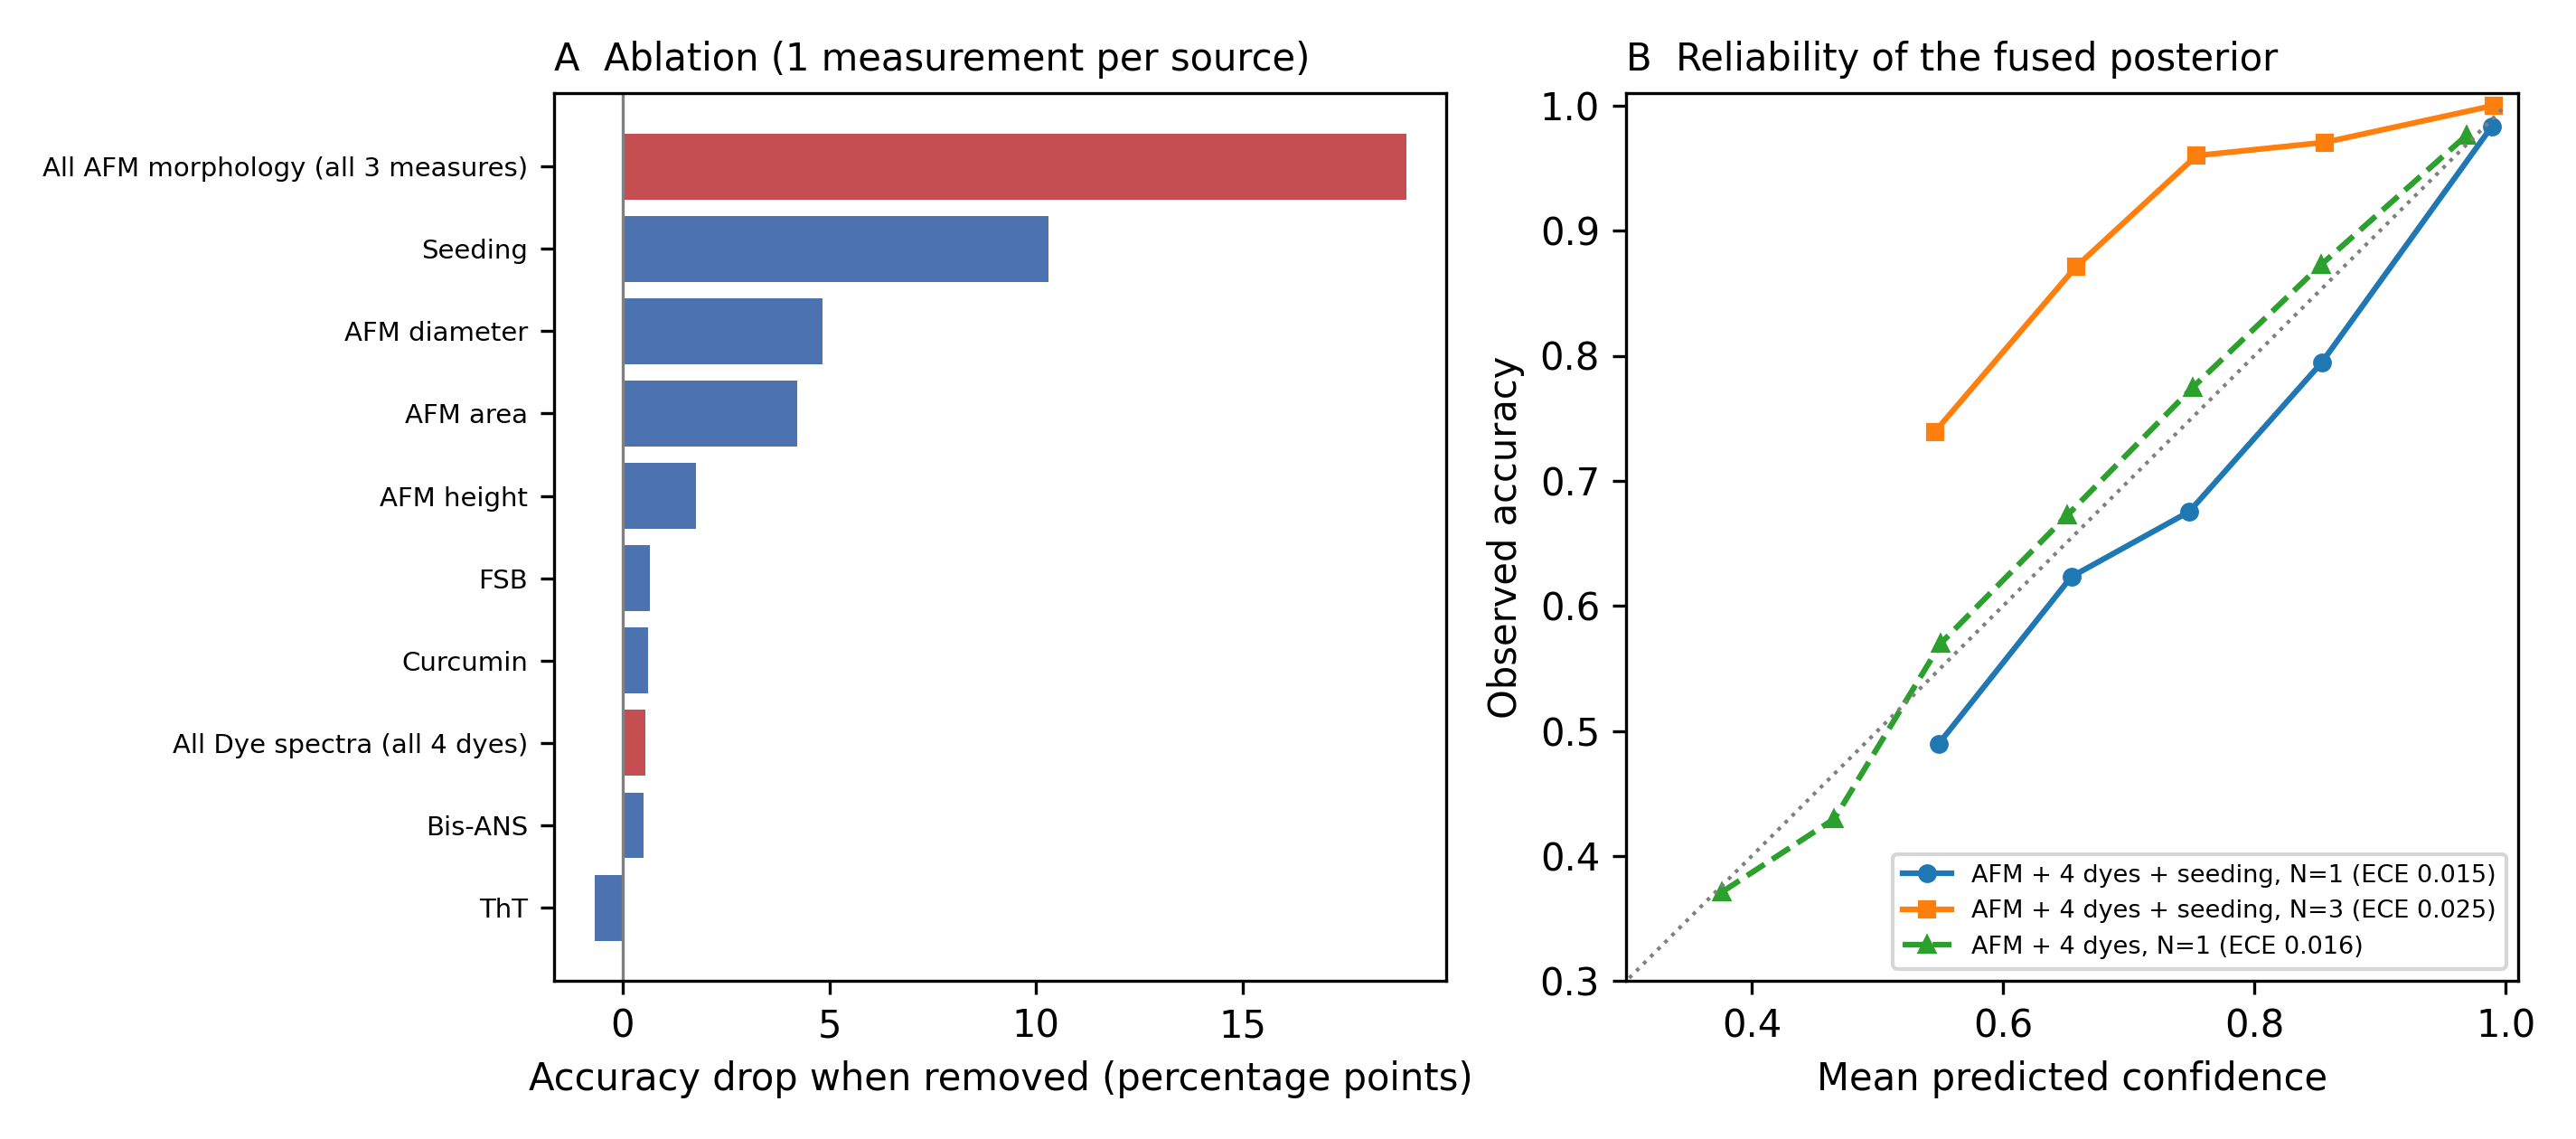 A  Ablation (1 measurement per source)
All AFM morphology (all 3 measures)
Seeding
AFM diameter
AFM area
AFM height
FSB
Curcumin
All Dye spectra (all 4 dyes)
Bis-ANS
ThT
0 5 10 15
Accuracy drop when removed (percentage points)
B  Reliability of the fused posterior
Observed accuracy
1.0
0.9
0.8
0.7
0.6
0.5
0.4
0.3
AFM + 4 dyes + seeding, N=1 (ECE 0.015)
AFM + 4 dyes + seeding, N=3 (ECE 0.025)
AFM + 4 dyes, N=1 (ECE 0.016)
0.4 0.6 0.8 1.0
Mean predicted confidence